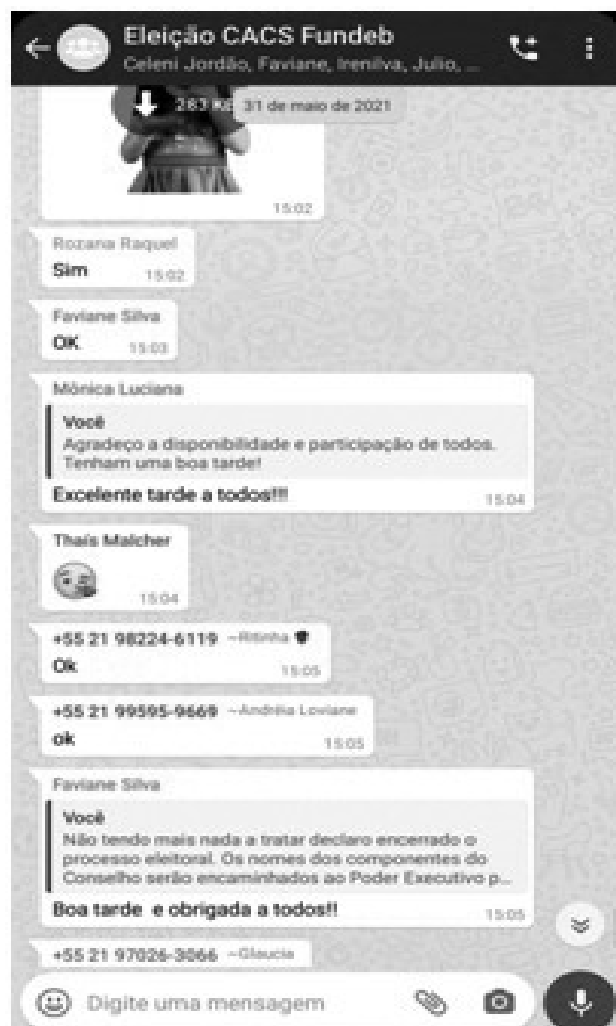 Eleição CACS Fundeb
Celeni Jordão, Faviane, Irenilva, Julio, ...
31 de maio de 2021
15:02
Rozana Raquel
Sim
15:02
Faviane Silva
OK
15:03
Mônica Luciana
Você
Agradeço a disponibilidade e participação de todos.
Tenham uma boa tarde!
Excelente tarde a todos!!!
15:04
Thaís Malcher
15:04
+55 21 98224-6119 ~Ritinha
Ok
15:05
+55 21 99595-9669 ~Andréia Loviane
ok
15:05
Faviane Silva
Você
Não tendo mais nada a tratar declaro encerrado o
processo eleitoral. Os nomes dos componentes do
Conselho serão encaminhados ao Poder Executivo p...
Boa tarde e obrigada a todos!!
15:05
+55 21 97026-3066 ~Glaucia
Digite uma mensagem